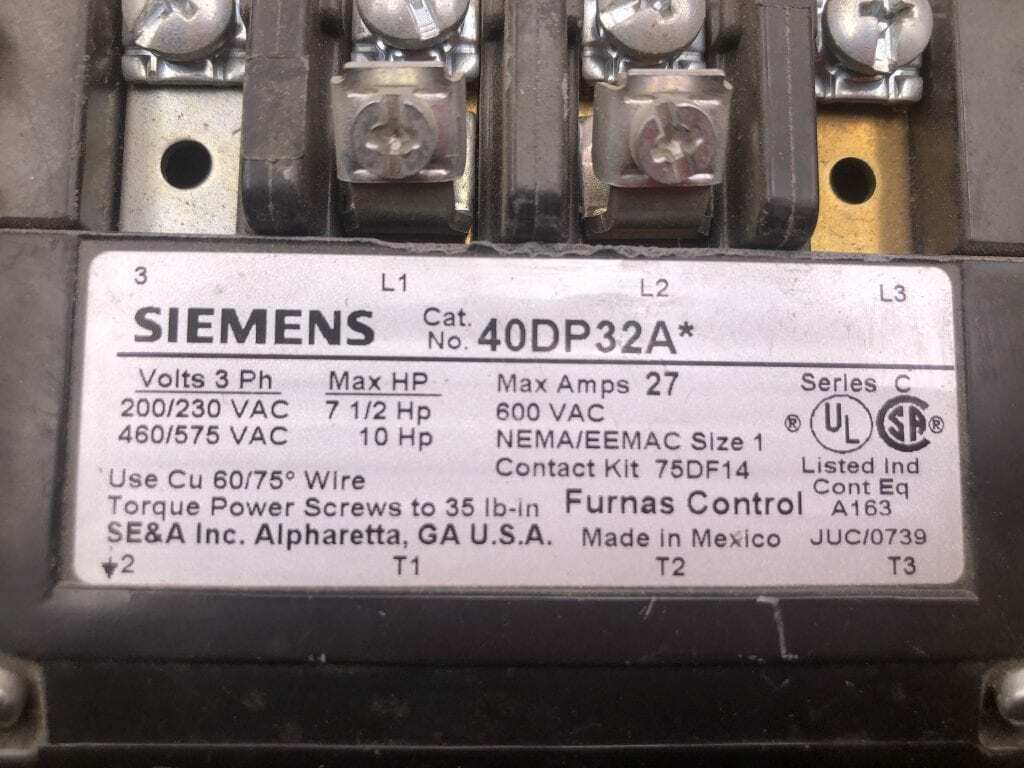 3 L1 L2 L3
SIEMENS Cat. No. 40DP32A*
Volts 3 Ph Max HP Max Amps 27 Series C
200/230 VAC 7 1/2 Hp 600 VAC
460/575 VAC 10 Hp NEMA/EEMAC Size 1 ® UL SA ®
Use Cu 60/75° Wire Contact Kit 75DF14 Listed Ind
Torque Power Screws to 35 lb-in Furnas Control Cont Eq
A163
SE&A Inc. Alpharetta, GA U.S.A. Made in Mexico JUC/0739
2 T1 T2 T3